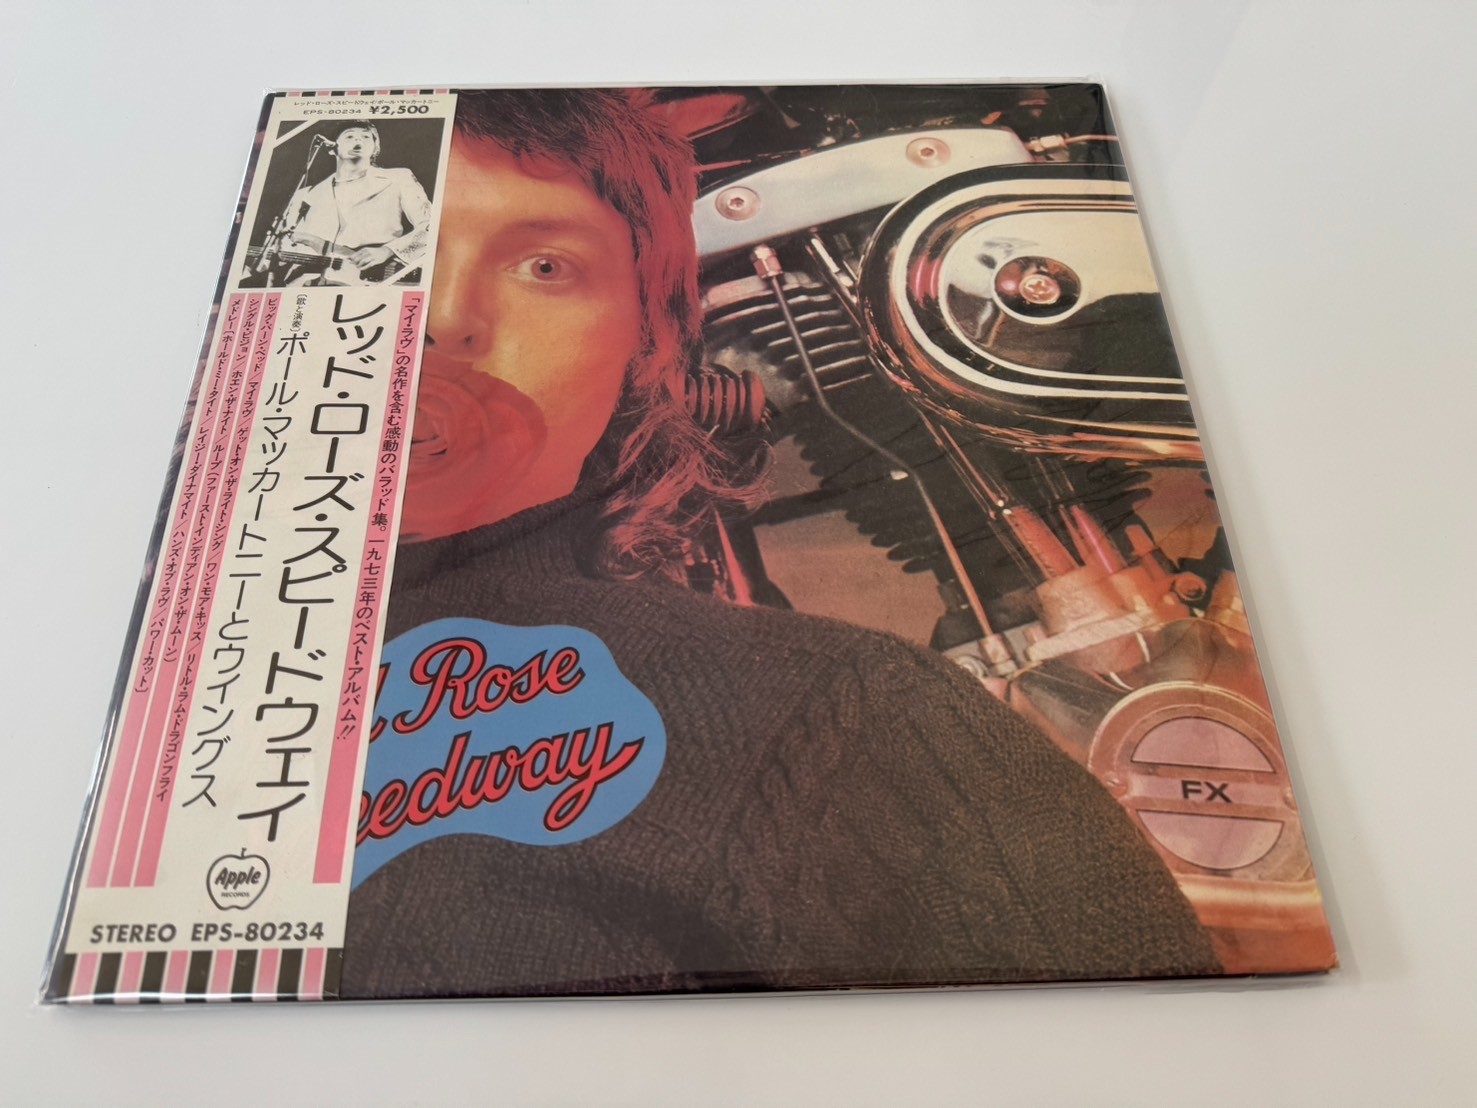 レッド・ローズ・スピードウェイ ポール・マッカートニー
EPS-80234 ¥2,500
「マイ・ラヴ」の名作を含む感動のバラッド集。一九七三年のベスト・アルバム!!
レッド・ローズ・スピードウェイ
〔歌と演奏〕ポール・マッカートニーとウイングス
ビッグ・バーン・ベッド/マイ・ラヴ/ゲット・オン・ザ・ライト・シング/ワン・モア・キッス/リトル・ラム・ドラゴンフライ
シングル・ピジョン/ホエン・ザ・ナイト/ループ(ファースト・インディアン・オン・ザ・ムーン)
メドレー〔ホールド・ミー・タイト/レイジー・ダイナマイト/ハンズ・オブ・ラヴ/パワー・カット〕
Apple
RECORDS
STEREO EPS-80234
d Rose
eedway
FX